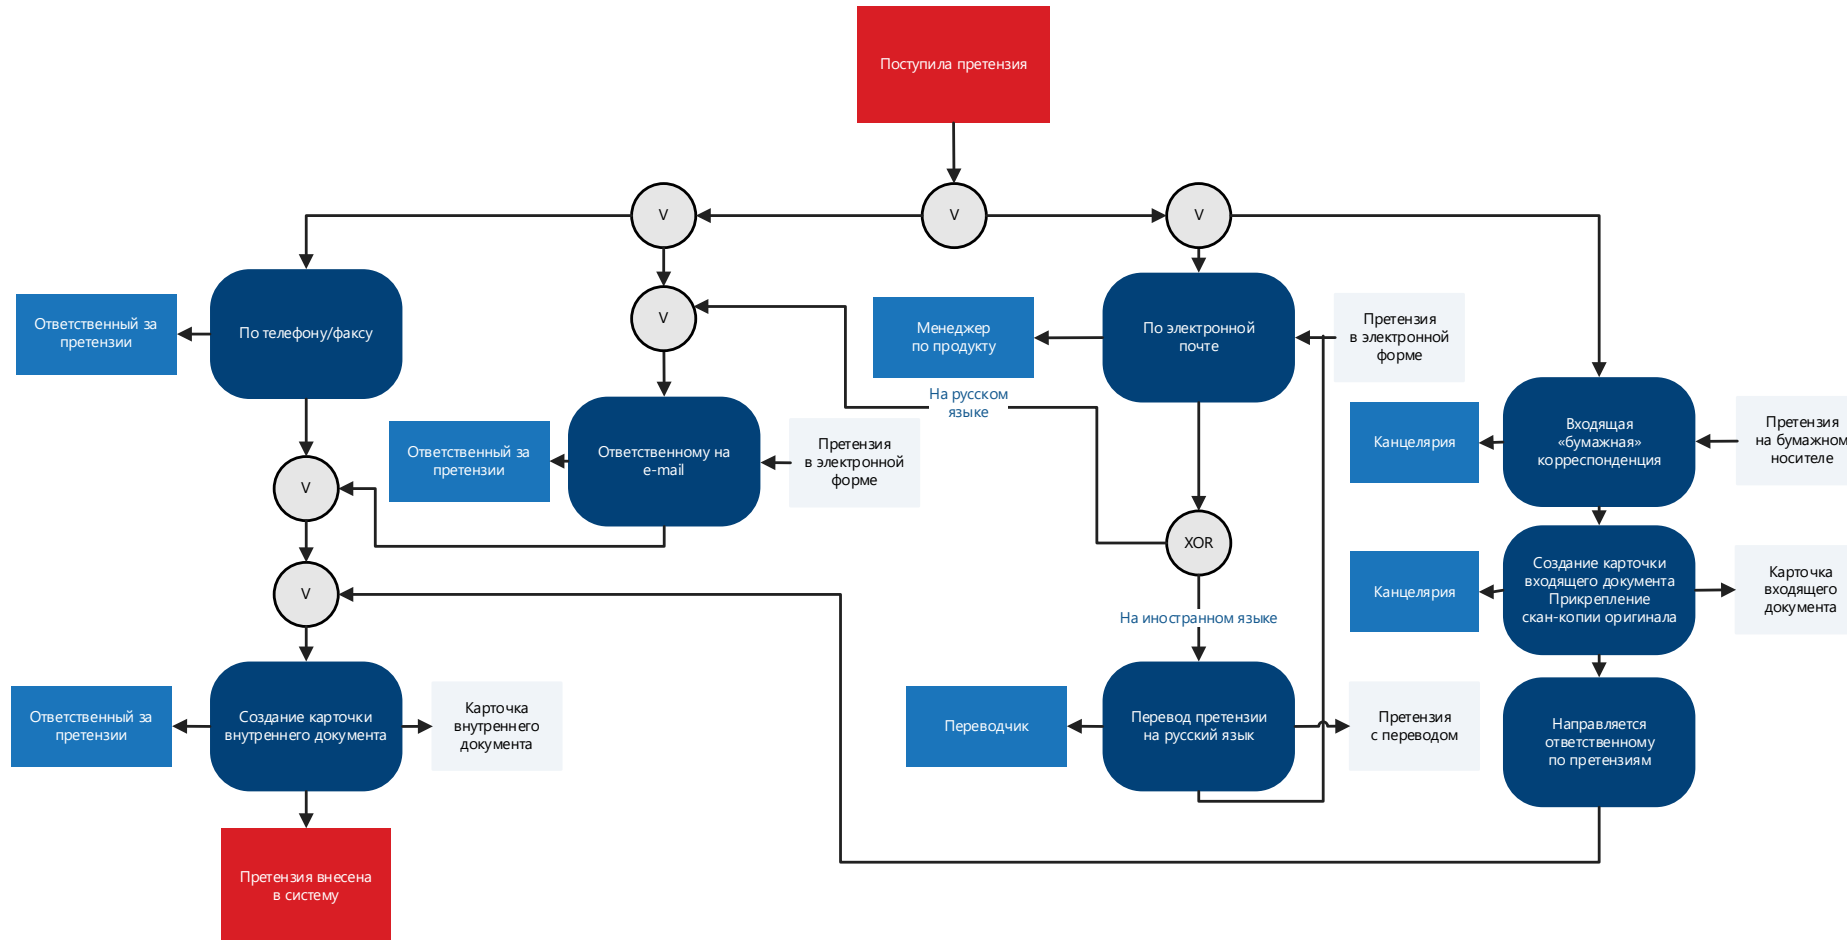 Поступила претензия
V
V
V
Ответственный за
претензии
По телефону/факсу
V
Менеджер
по продукту
По электронной
почте
Претензия
в электронной
форме
На русском
языке
Ответственный за
претензии
Ответственному на
e-mail
Претензия
в электронной
форме
Канцелярия
Входящая
«бумажная»
корреспонденция
Претензия
на бумажном
носителе
V
XOR
V
Канцелярия
Создание карточки
входящего документа
Прикрепление
скан-копии оригинала
Карточка
входящего
документа
На иностранном языке
Ответственный за
претензии
Создание карточки
внутреннего документа
Карточка
внутреннего
документа
Переводчик
Перевод претензии
на русский язык
Претензия
с переводом
Направляется
ответственному
по претензиям
Претензия внесена
в систему